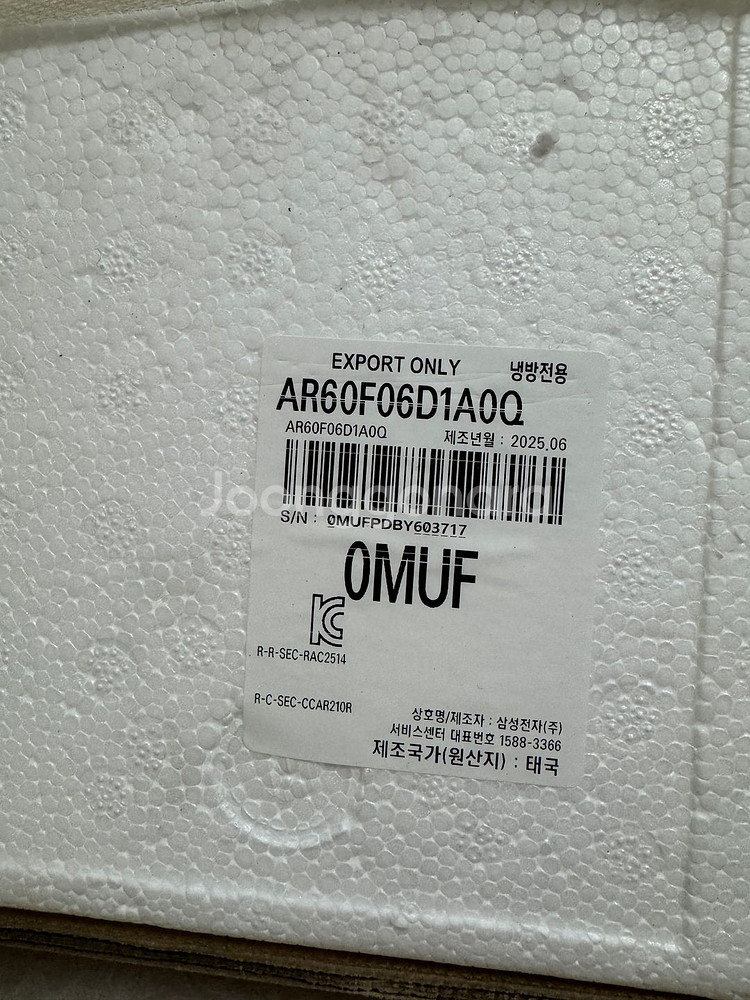 EXPORT ONLY 냉방전용
AR60F06D1A0Q
AR60F06D1A0Q 제조년월 : 2025.06
Joonggonara
S/N : 0MUFPDBY603717
0MUF
R-R-SEC-RAC2514
R-C-SEC-CCAR210R
상호명/제조자 : 삼성전자(주)
서비스센터 대표번호 1588-3366
제조국가(원산지) : 태국